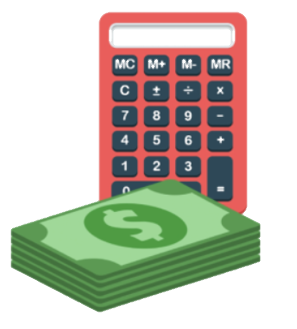 MC M+ M- MR
C ± ÷ ×
7 8 9 −
4 5 6 +
1 2 3
0 =
$